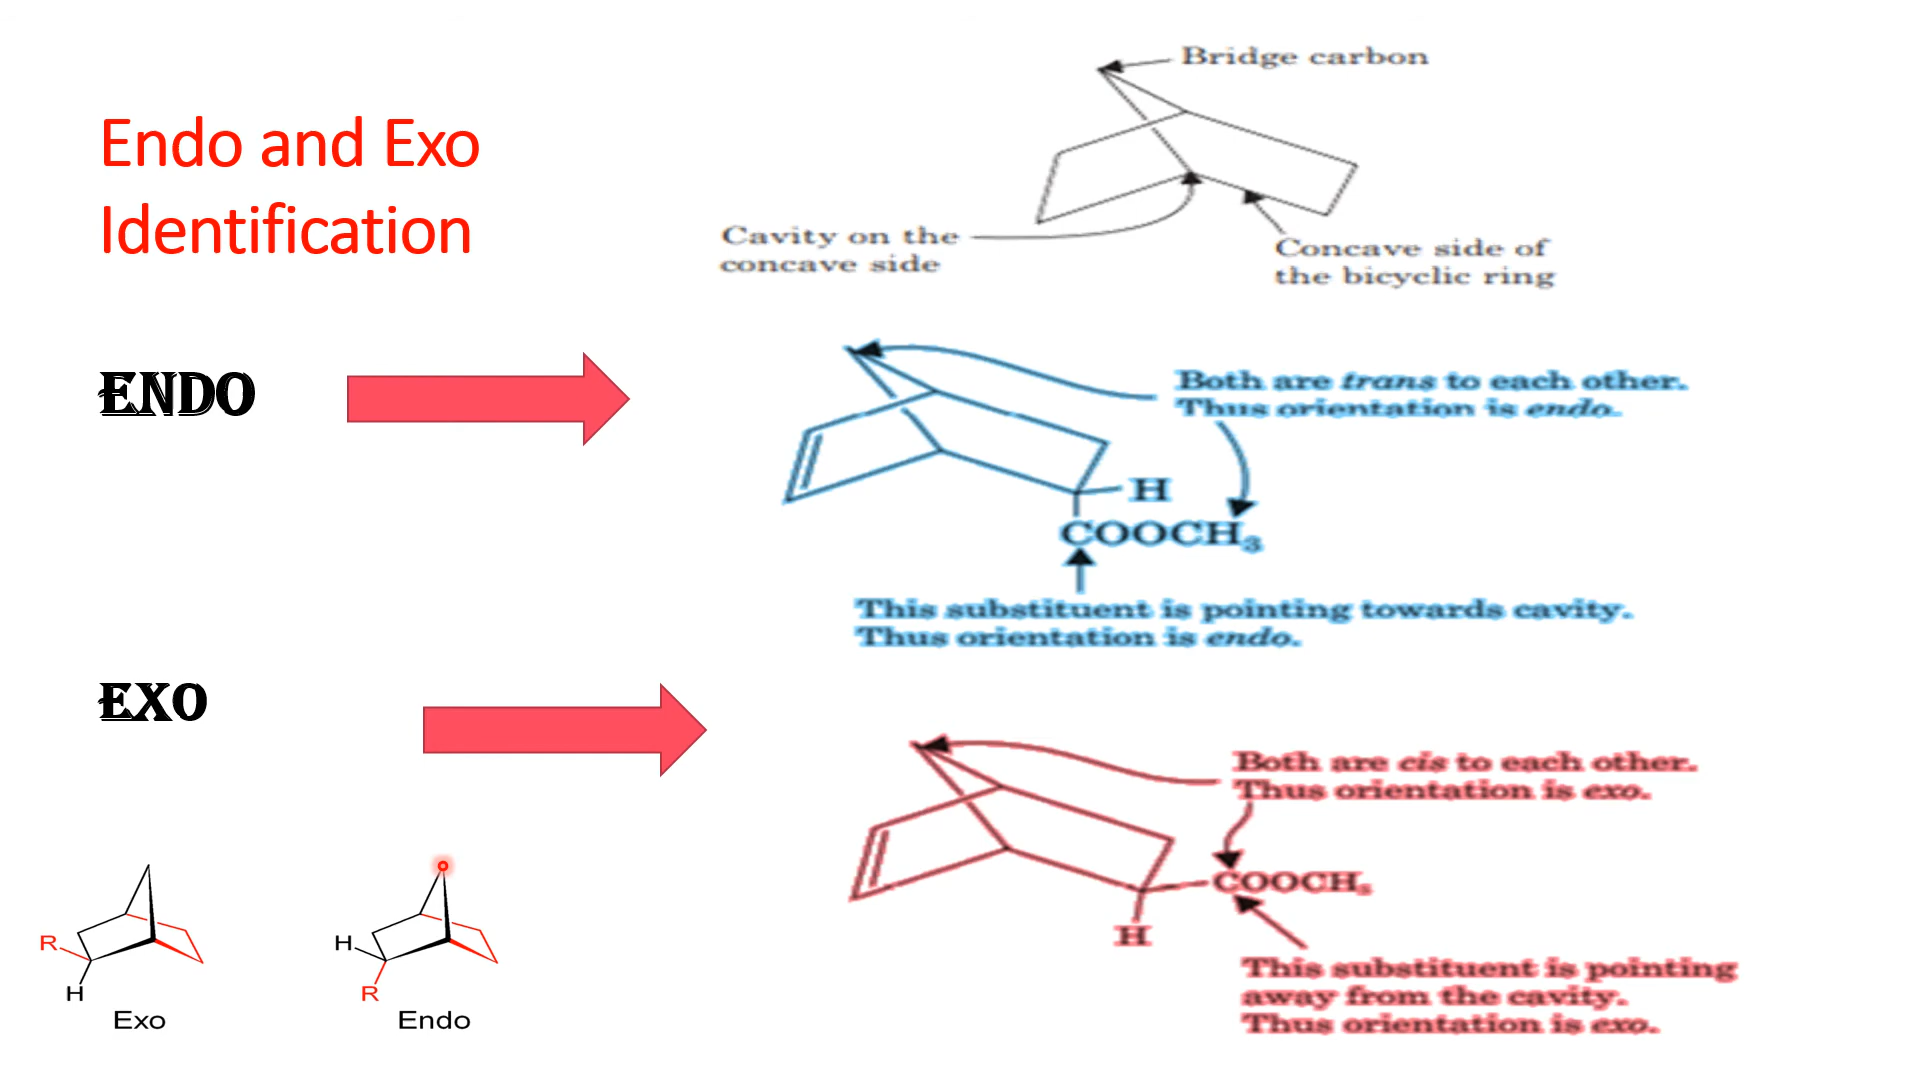 Endo and Exo
Identification
Bridge carbon
Cavity on the
concave side
Concave side of
the bicyclic ring
ENDO
Both are trans to each other.
Thus orientation is endo.
H
COOCH₃
This substituent is pointing towards cavity.
Thus orientation is endo.
EXO
Both are cis to each other.
Thus orientation is exo.
COOCH₃
H
This substituent is pointing
away from the cavity.
Thus orientation is exo.
R
H
Exo
H
R
Endo